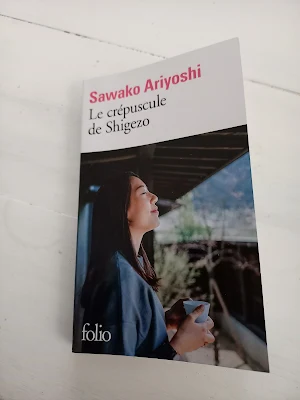 Sawako Ariyoshi
Le crépuscule
de Shigezo
folio